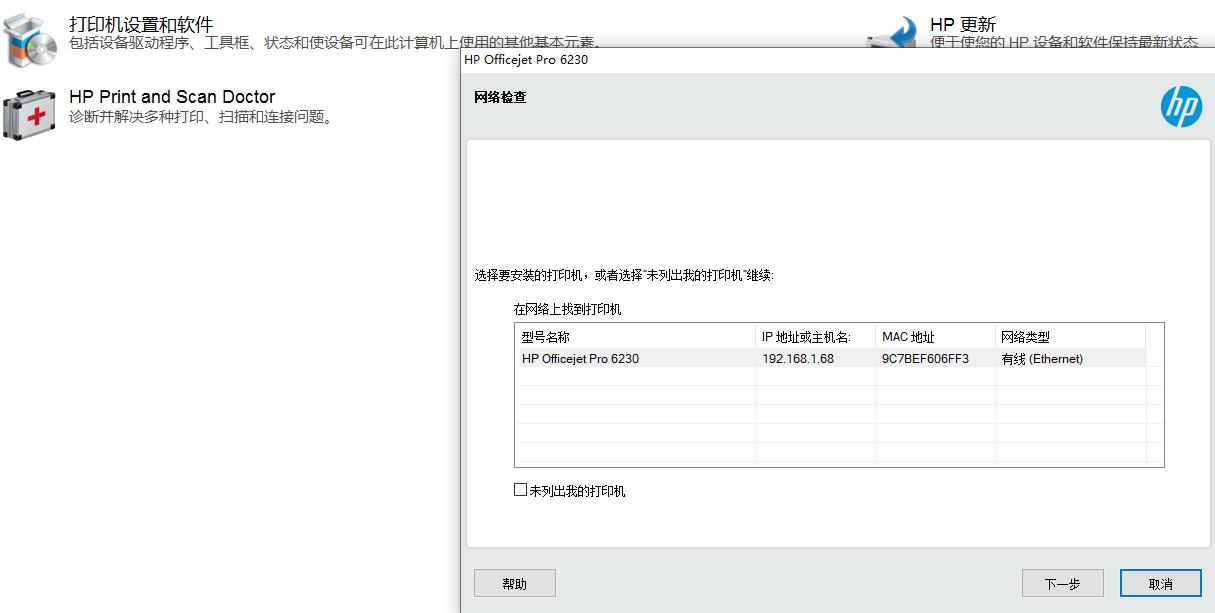 打印机设置和软件
包括设备驱动程序、工具框、状态和使设备可在此计算机上使用的其他基本元素。
HP 更新
便于使您的 HP 设备和软件保持最新状态
HP Print and Scan Doctor
诊断并解决多种打印、扫描和连接问题。
HP Officejet Pro 6230
网络检查
hp
选择要安装的打印机，或者选择"未列出我的打印机"继续:
在网络上找到打印机
型号名称 IP 地址或主机名: MAC 地址 网络类型
HP Officejet Pro 6230 192.168.1.68 9C7BEF606FF3 有线 (Ethernet)
未列出我的打印机
帮助 下一步 取消